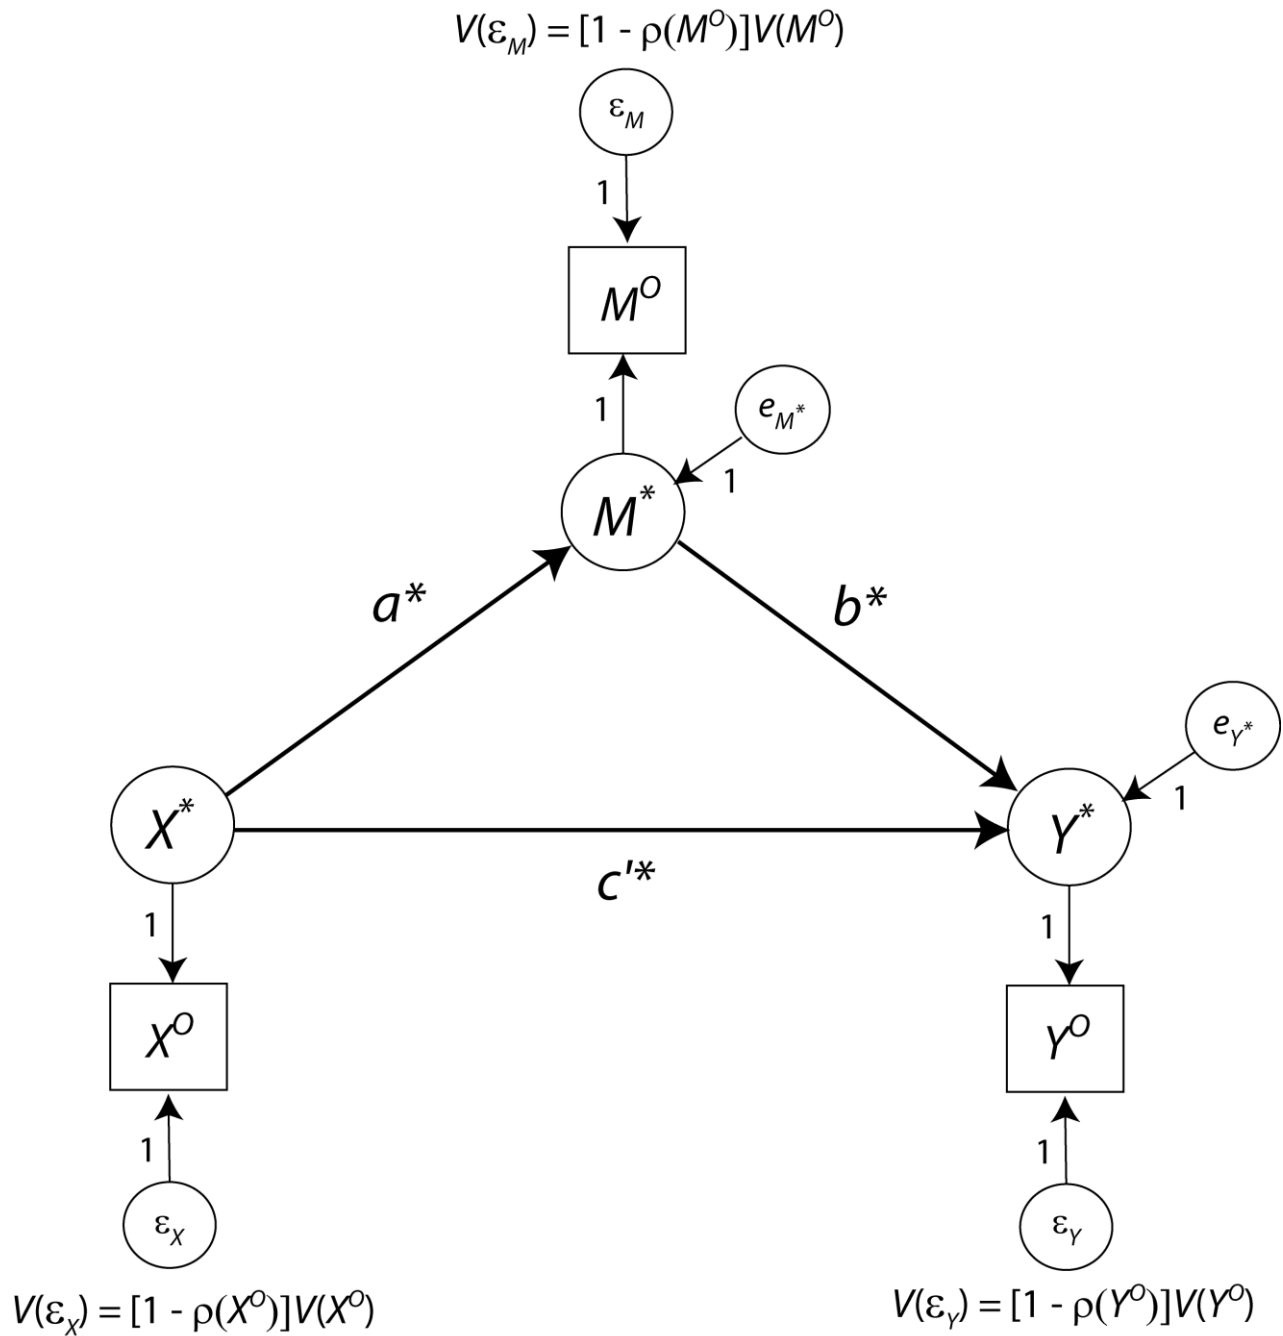 V(ε_M) = [1 - ρ(M^O)]V(M^O)
ε_M
1
M^O
1
e_M*
1
M*
a*
b*
e_Y*
1
X*
Y*
c'*
1
1
X^O
Y^O
1
1
ε_X
ε_Y
V(ε_X) = [1 - ρ(X^O)]V(X^O)
V(ε_Y) = [1 - ρ(Y^O)]V(Y^O)